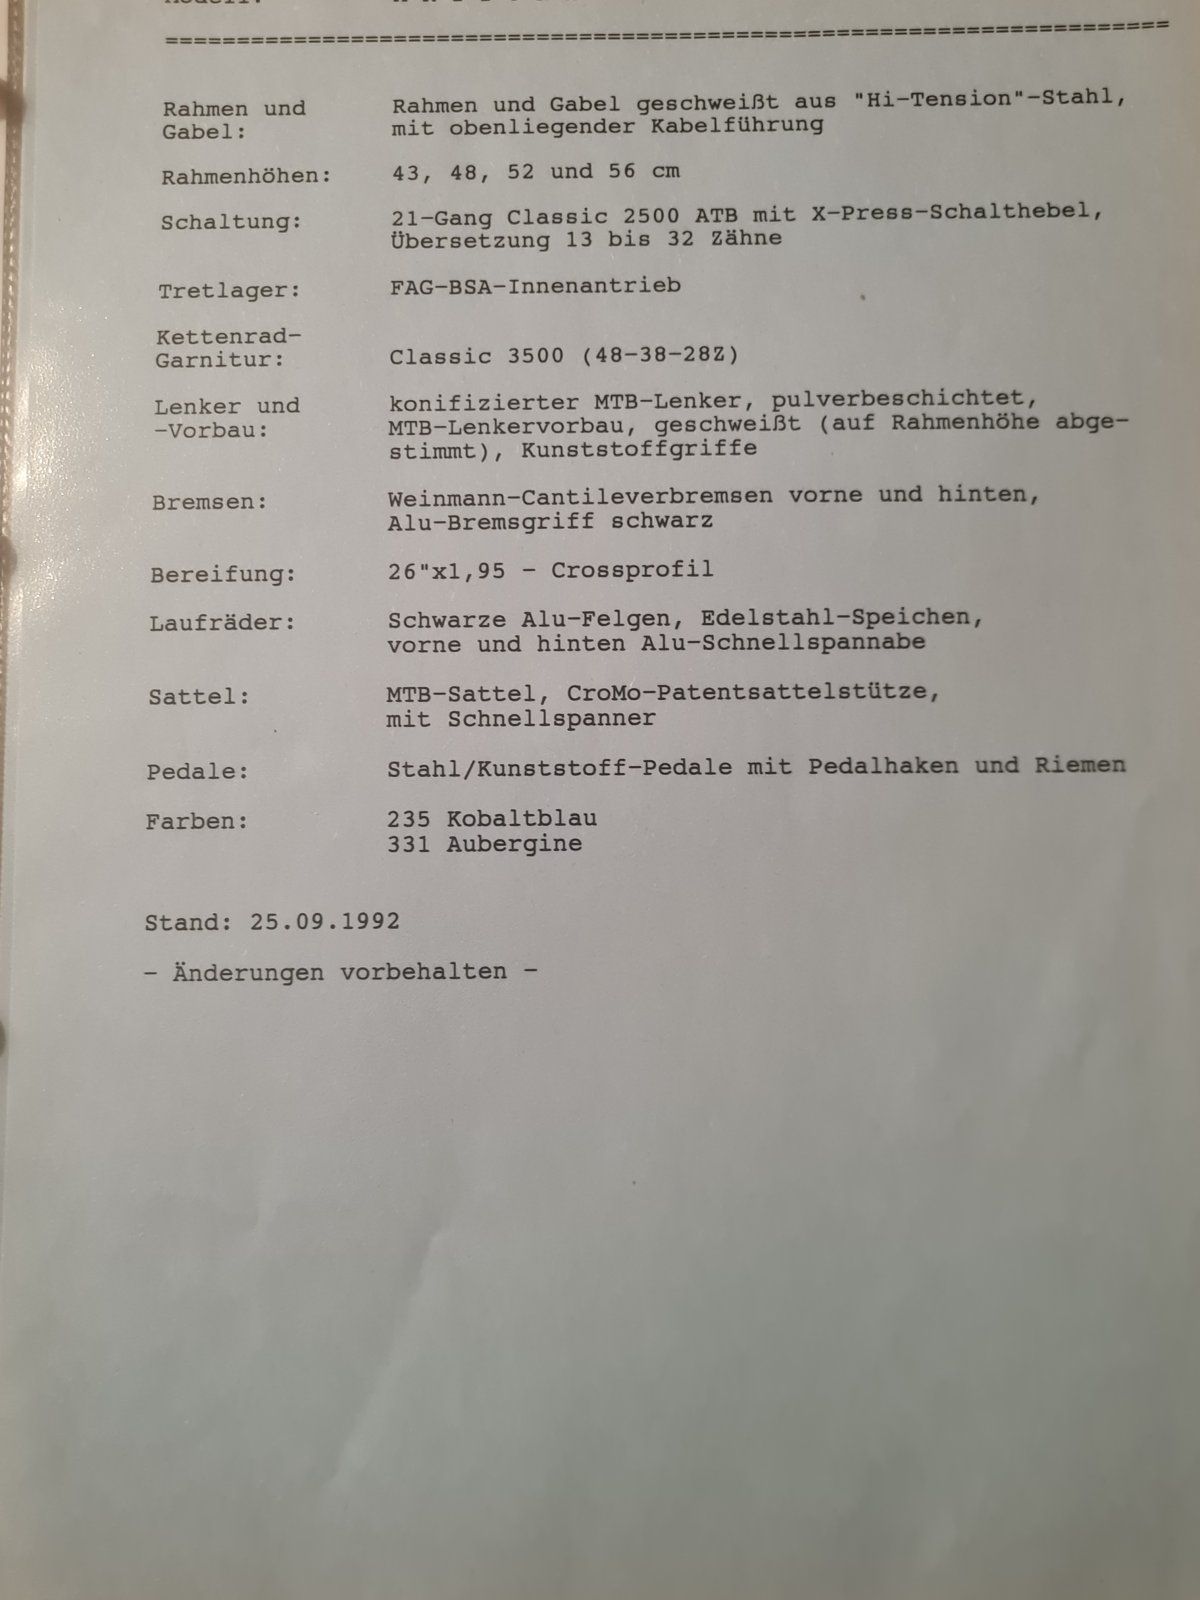 ========================================================================
Rahmen und Rahmen und Gabel geschweißt aus "Hi-Tension"-Stahl,
Gabel: mit obenliegender Kabelführung
Rahmenhöhen: 43, 48, 52 und 56 cm
Schaltung: 21-Gang Classic 2500 ATB mit X-Press-Schalthebel,
Übersetzung 13 bis 32 Zähne
Tretlager: FAG-BSA-Innenantrieb
Kettenrad-
Garnitur: Classic 3500 (48-38-28Z)
Lenker und konifizierter MTB-Lenker, pulverbeschichtet,
-Vorbau: MTB-Lenkervorbau, geschweißt (auf Rahmenhöhe abge-
stimmt), Kunststoffgriffe
Bremsen: Weinmann-Cantileverbremsen vorne und hinten,
Alu-Bremsgriff schwarz
Bereifung: 26"x1,95 - Crossprofil
Laufräder: Schwarze Alu-Felgen, Edelstahl-Speichen,
vorne und hinten Alu-Schnellspannabe
Sattel: MTB-Sattel, CroMo-Patentsattelstütze,
mit Schnellspanner
Pedale: Stahl/Kunststoff-Pedale mit Pedalhaken und Riemen
Farben: 235 Kobaltblau
331 Aubergine
Stand: 25.09.1992
- Änderungen vorbehalten -